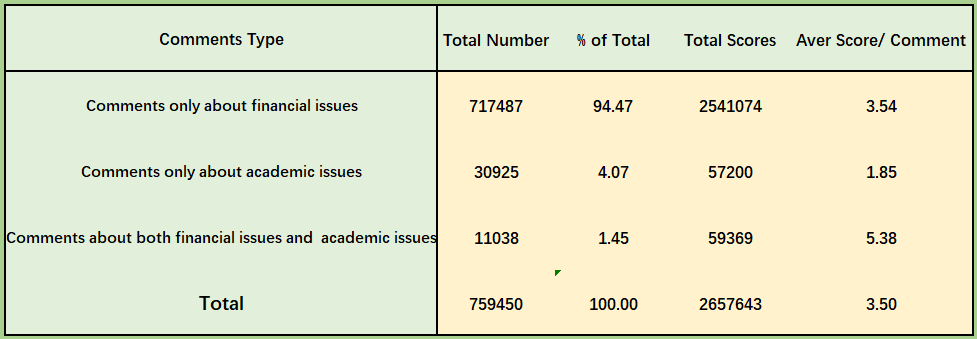 Comments Type Total Number % of Total Total Scores Aver Score/ Comment
Comments only about financial issues 717487 94.47 2541074 3.54
Comments only about academic issues 30925 4.07 57200 1.85
Comments about both financial issues and academic issues 11038 1.45 59369 5.38
Total 759450 100.00 2657643 3.50